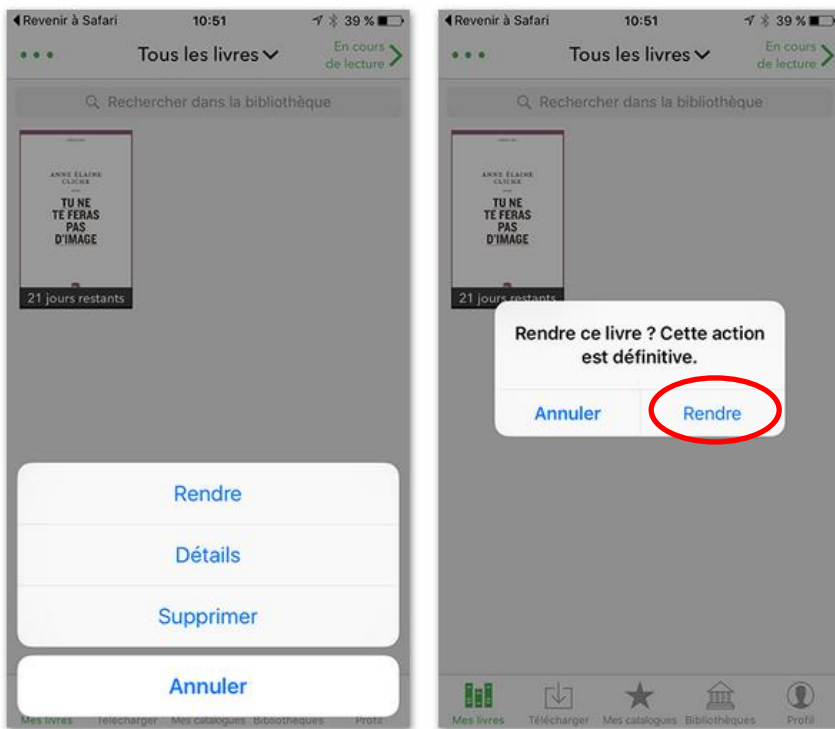 Revenir à Safari 10:51 39 %
Tous les livres
En cours
de lecture
Rechercher dans la bibliothèque
ANNE ÉLAINE
CLICHE
TU NE
TE FERAS
PAS
D'IMAGE
21 jours restants
Rendre
Détails
Supprimer
Annuler
Mes livres Télécharger Mes catalogues Bibliothèques Profil
Revenir à Safari 10:51 39 %
Tous les livres
En cours
de lecture
Rechercher dans la bibliothèque
ANNE ÉLAINE
CLICHE
TU NE
TE FERAS
PAS
D'IMAGE
21 jours restants
Rendre ce livre ? Cette action
est définitive.
Annuler Rendre
Mes livres Télécharger Mes catalogues Bibliothèques Profil